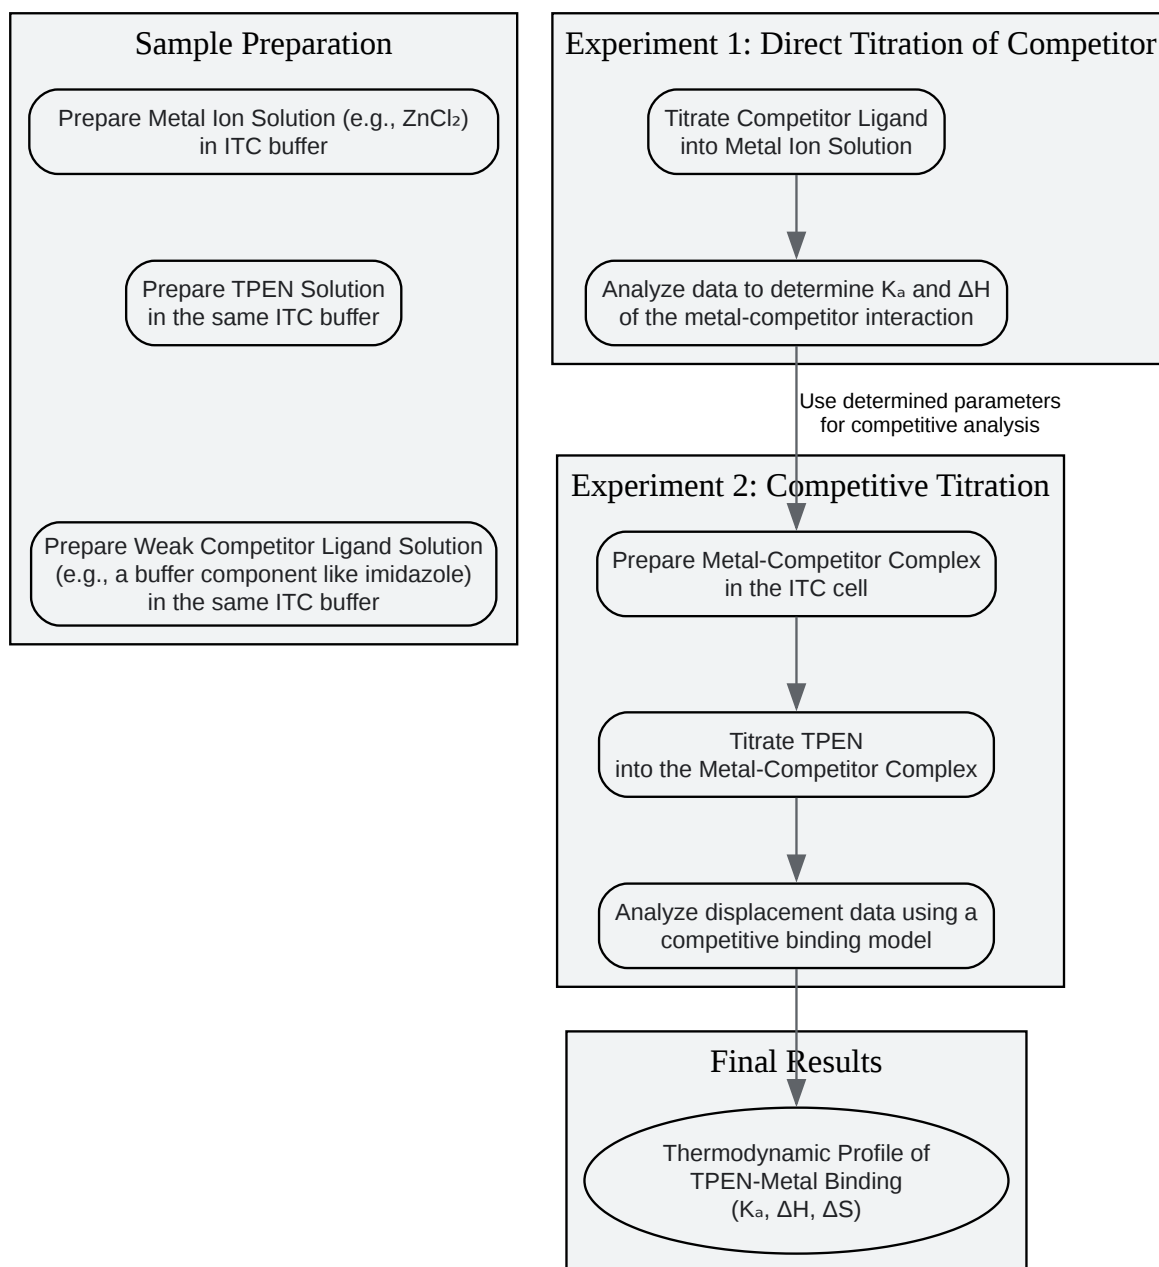 Sample Preparation
Prepare Metal Ion Solution (e.g., ZnCl₂)
in ITC buffer
Prepare TPEN Solution
in the same ITC buffer
Prepare Weak Competitor Ligand Solution
(e.g., a buffer component like imidazole)
in the same ITC buffer
Experiment 1: Direct Titration of Competitor
Titrate Competitor Ligand
into Metal Ion Solution
Analyze data to determine Kₐ and ΔH
of the metal-competitor interaction
Use determined parameters
for competitive analysis
Experiment 2: Competitive Titration
Prepare Metal-Competitor Complex
in the ITC cell
Titrate TPEN
into the Metal-Competitor Complex
Analyze displacement data using a
competitive binding model
Final Results
Thermodynamic Profile of
TPEN-Metal Binding
(Kₐ, ΔH, ΔS)